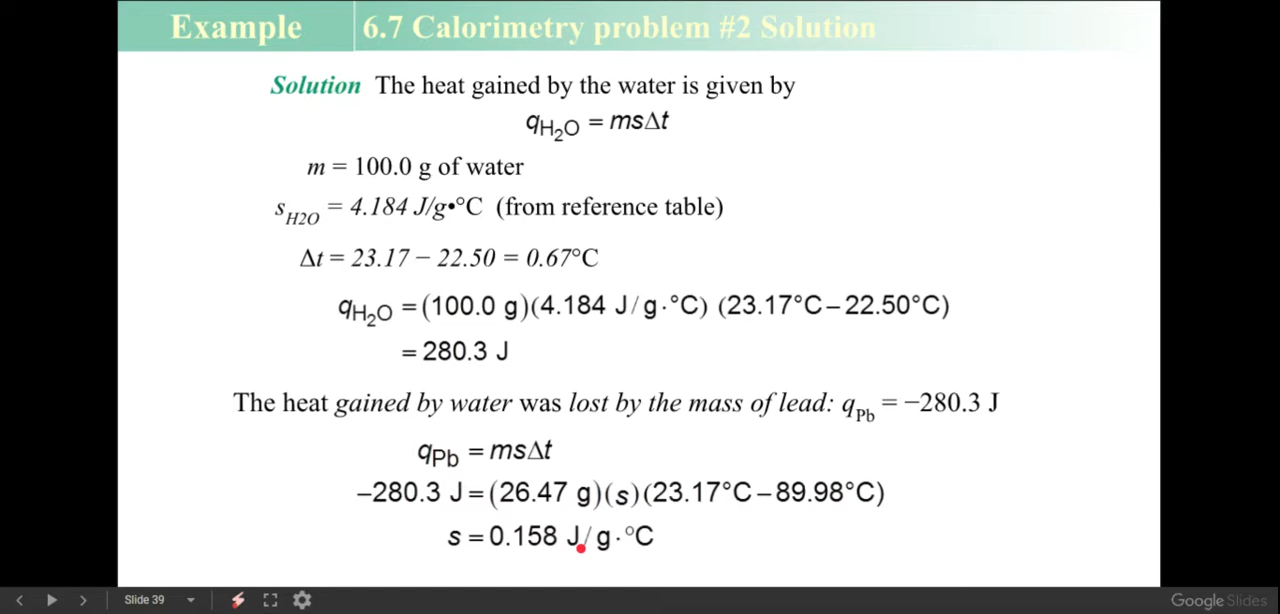 Example 6.7 Calorimetry problem #2 Solution
Solution The heat gained by the water is given by
qH₂O = msΔt
m = 100.0 g of water
sH2O = 4.184 J/g•°C (from reference table)
Δt = 23.17 − 22.50 = 0.67°C
qH₂O = (100.0 g)(4.184 J/g·°C) (23.17°C − 22.50°C)
= 280.3 J
The heat gained by water was lost by the mass of lead: qPb = −280.3 J
qPb = msΔt
−280.3 J = (26.47 g)(s)(23.17°C − 89.98°C)
s = 0.158 J/g·°C
Slide 39
Google Slides